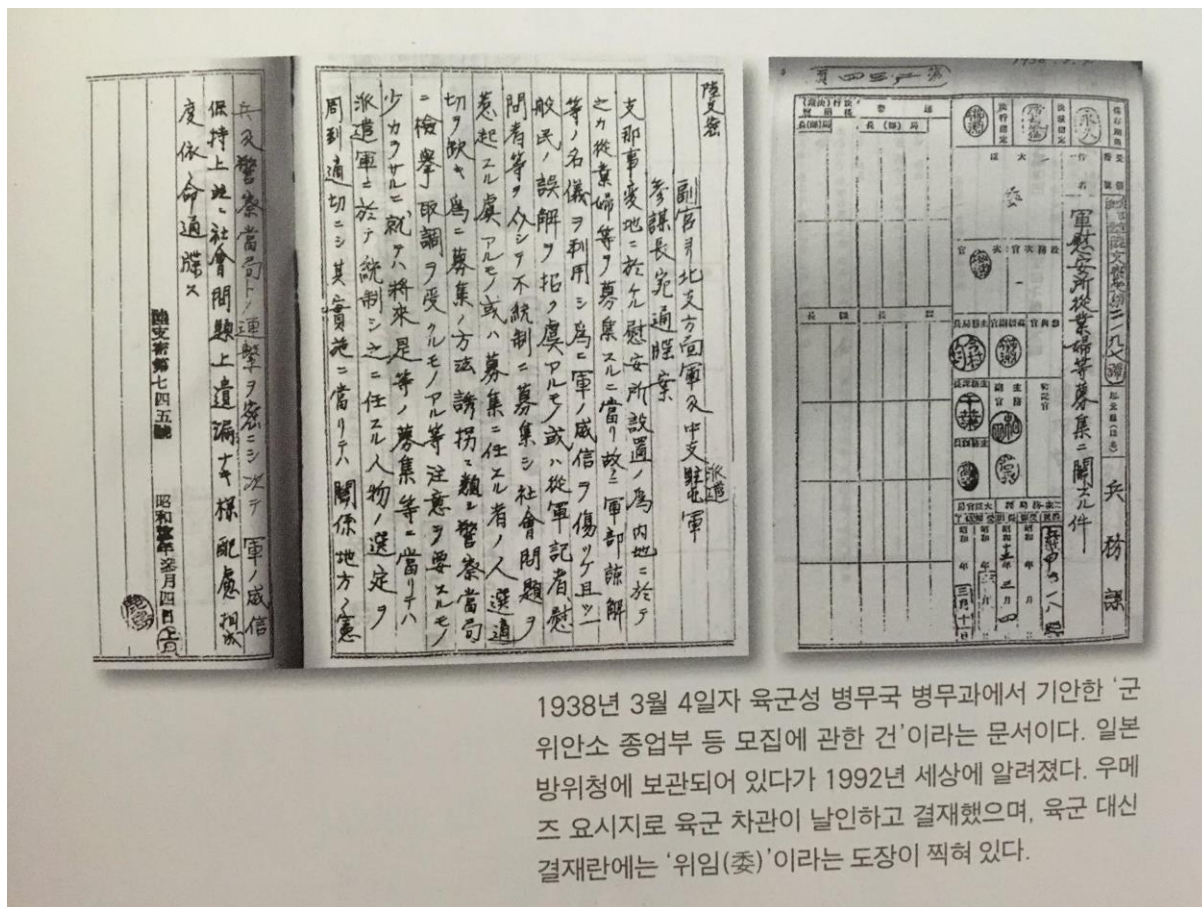 軍慰安所從業婦等募集ニ關スル件
兵務課
委
陸支密
副官ヨリ北支方面軍及中支派遣軍
參謀長宛通牒案
支那事變地ニ於ケル慰安所設置ノ爲內地ニ於テ
之カ從業婦等ヲ募集スルニ當リ故ラニ軍部諒解
等ノ名儀ヲ利用シ爲ニ軍ノ威信ヲ傷ツケ且ツ一
般民ノ誤解ヲ招ク虞アルモノ或ハ從軍記者、慰
問者等ヲ介シテ不統制ニ募集シ社會問題ヲ
惹起スル虞アルモノ或ハ募集ニ任スル者ノ人選適
切ヲ欠キ爲ニ募集ノ方法誘拐ニ類シ警察當局
ニ檢擧取調ヲ受クルモノアル等注意ヲ要スルモノ
少カラサルニ就テハ將來是等ノ募集等ニ當リテハ
派遣軍ニ於テ統制シ之ニ任スル人物ノ選定ヲ
周到適切ニシ其實施ニ當リテハ關係地方ノ憲
兵及警察當局トノ連繫ヲ密ニシ次テ軍ノ威信
保持上並ニ社會問題上遺漏ナキ樣配慮相成
度依命通牒ス
陸支密第七四五號 昭和拾參年參月四日
1938년 3월 4일자 육군성 병무국 병무과에서 기안한 ‘군
위안소 종업부 등 모집에 관한 건’이라는 문서이다. 일본
방위청에 보관되어 있다가 1992년 세상에 알려졌다. 우메
즈 요시지로 육군 차관이 날인하고 결재했으며, 육군 대신
결재란에는 ‘위임(委)’이라는 도장이 찍혀 있다.